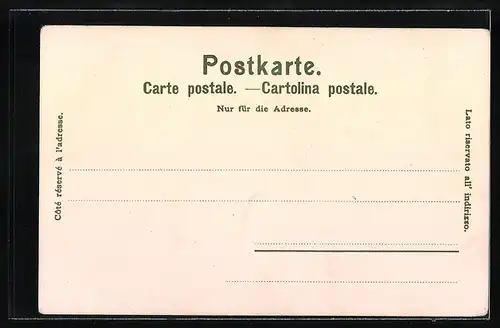 Postkarte.
Carte postale. — Cartolina postale.
Nur für die Adresse.
Côté réservé à l'adresse.
Lato riservato all' indirizzo.